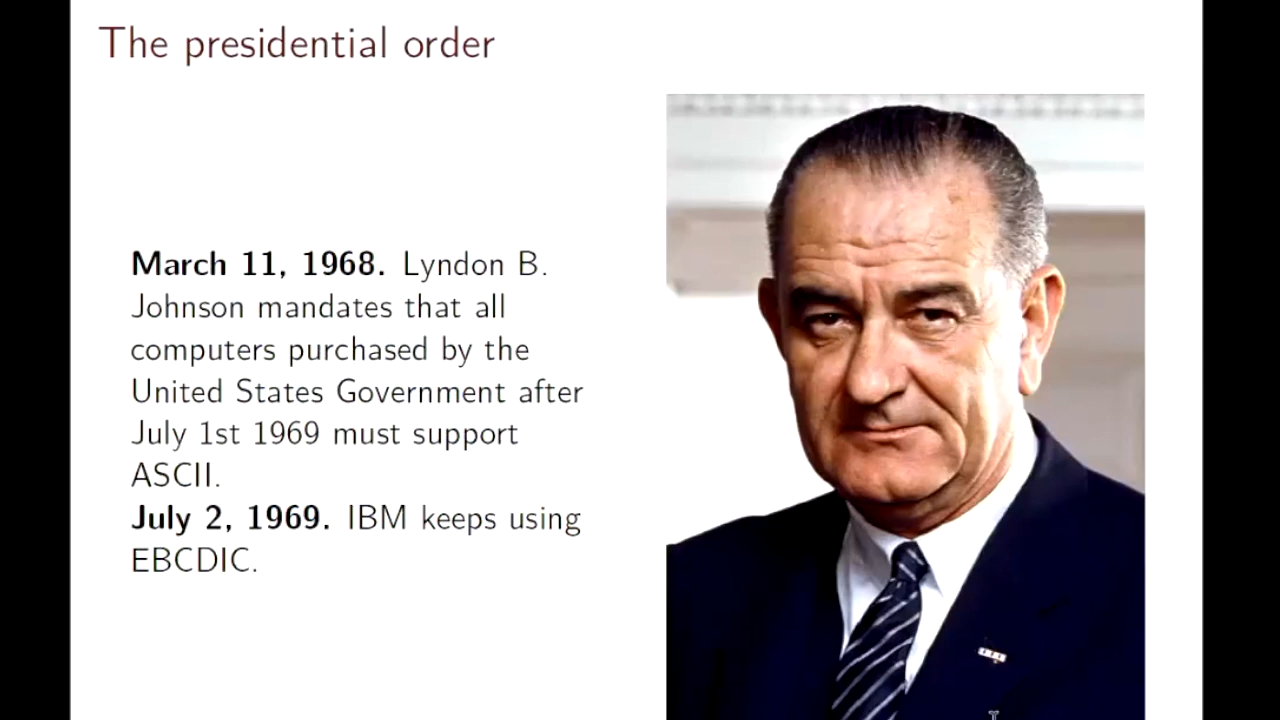 The presidential order
March 11, 1968. Lyndon B.
Johnson mandates that all
computers purchased by the
United States Government after
July 1st 1969 must support
ASCII.
July 2, 1969. IBM keeps using
EBCDIC.